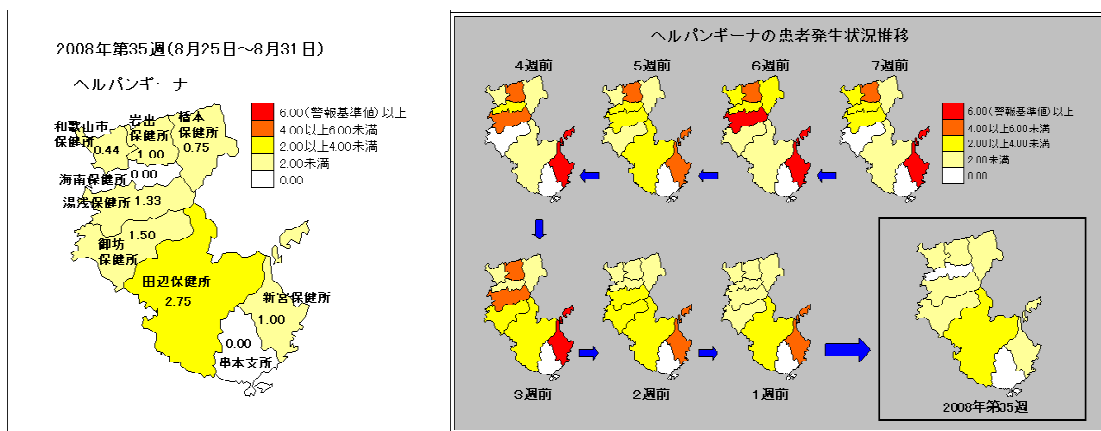 2008年第35週(8月25日～8月31日)
ヘルパンギーナ
6.00(警報基準値)以上
4.00以上6.00未満
2.00以上4.00未満
2.00未満
0.00
和歌山市
保健所
0.44
岩出
保健所
1.00
橋本
保健所
0.75
海南保健所
0.00
湯浅保健所
1.33
御坊
保健所
1.50
田辺保健所
2.75
新宮保健所
1.00
0.00
串本支所
ヘルパンギーナの患者発生状況推移
4週前
5週前
6週前
7週前
6.00(警報基準値)以上
4.00以上6.00未満
2.00以上4.00未満
2.00未満
0.00
3週前
2週前
1週前
2008年第35週